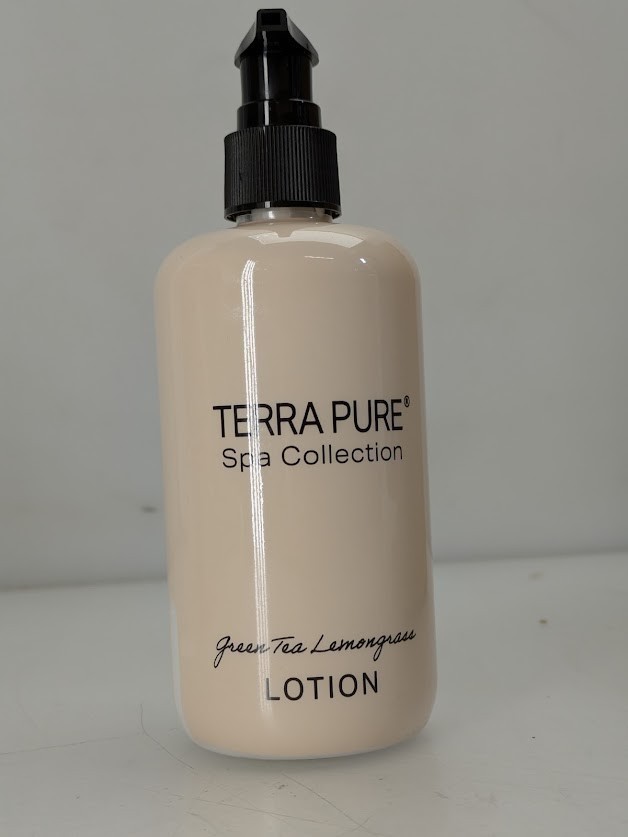 TERRA PURE®
Spa Collection
Green Tea Lemongrass
LOTION